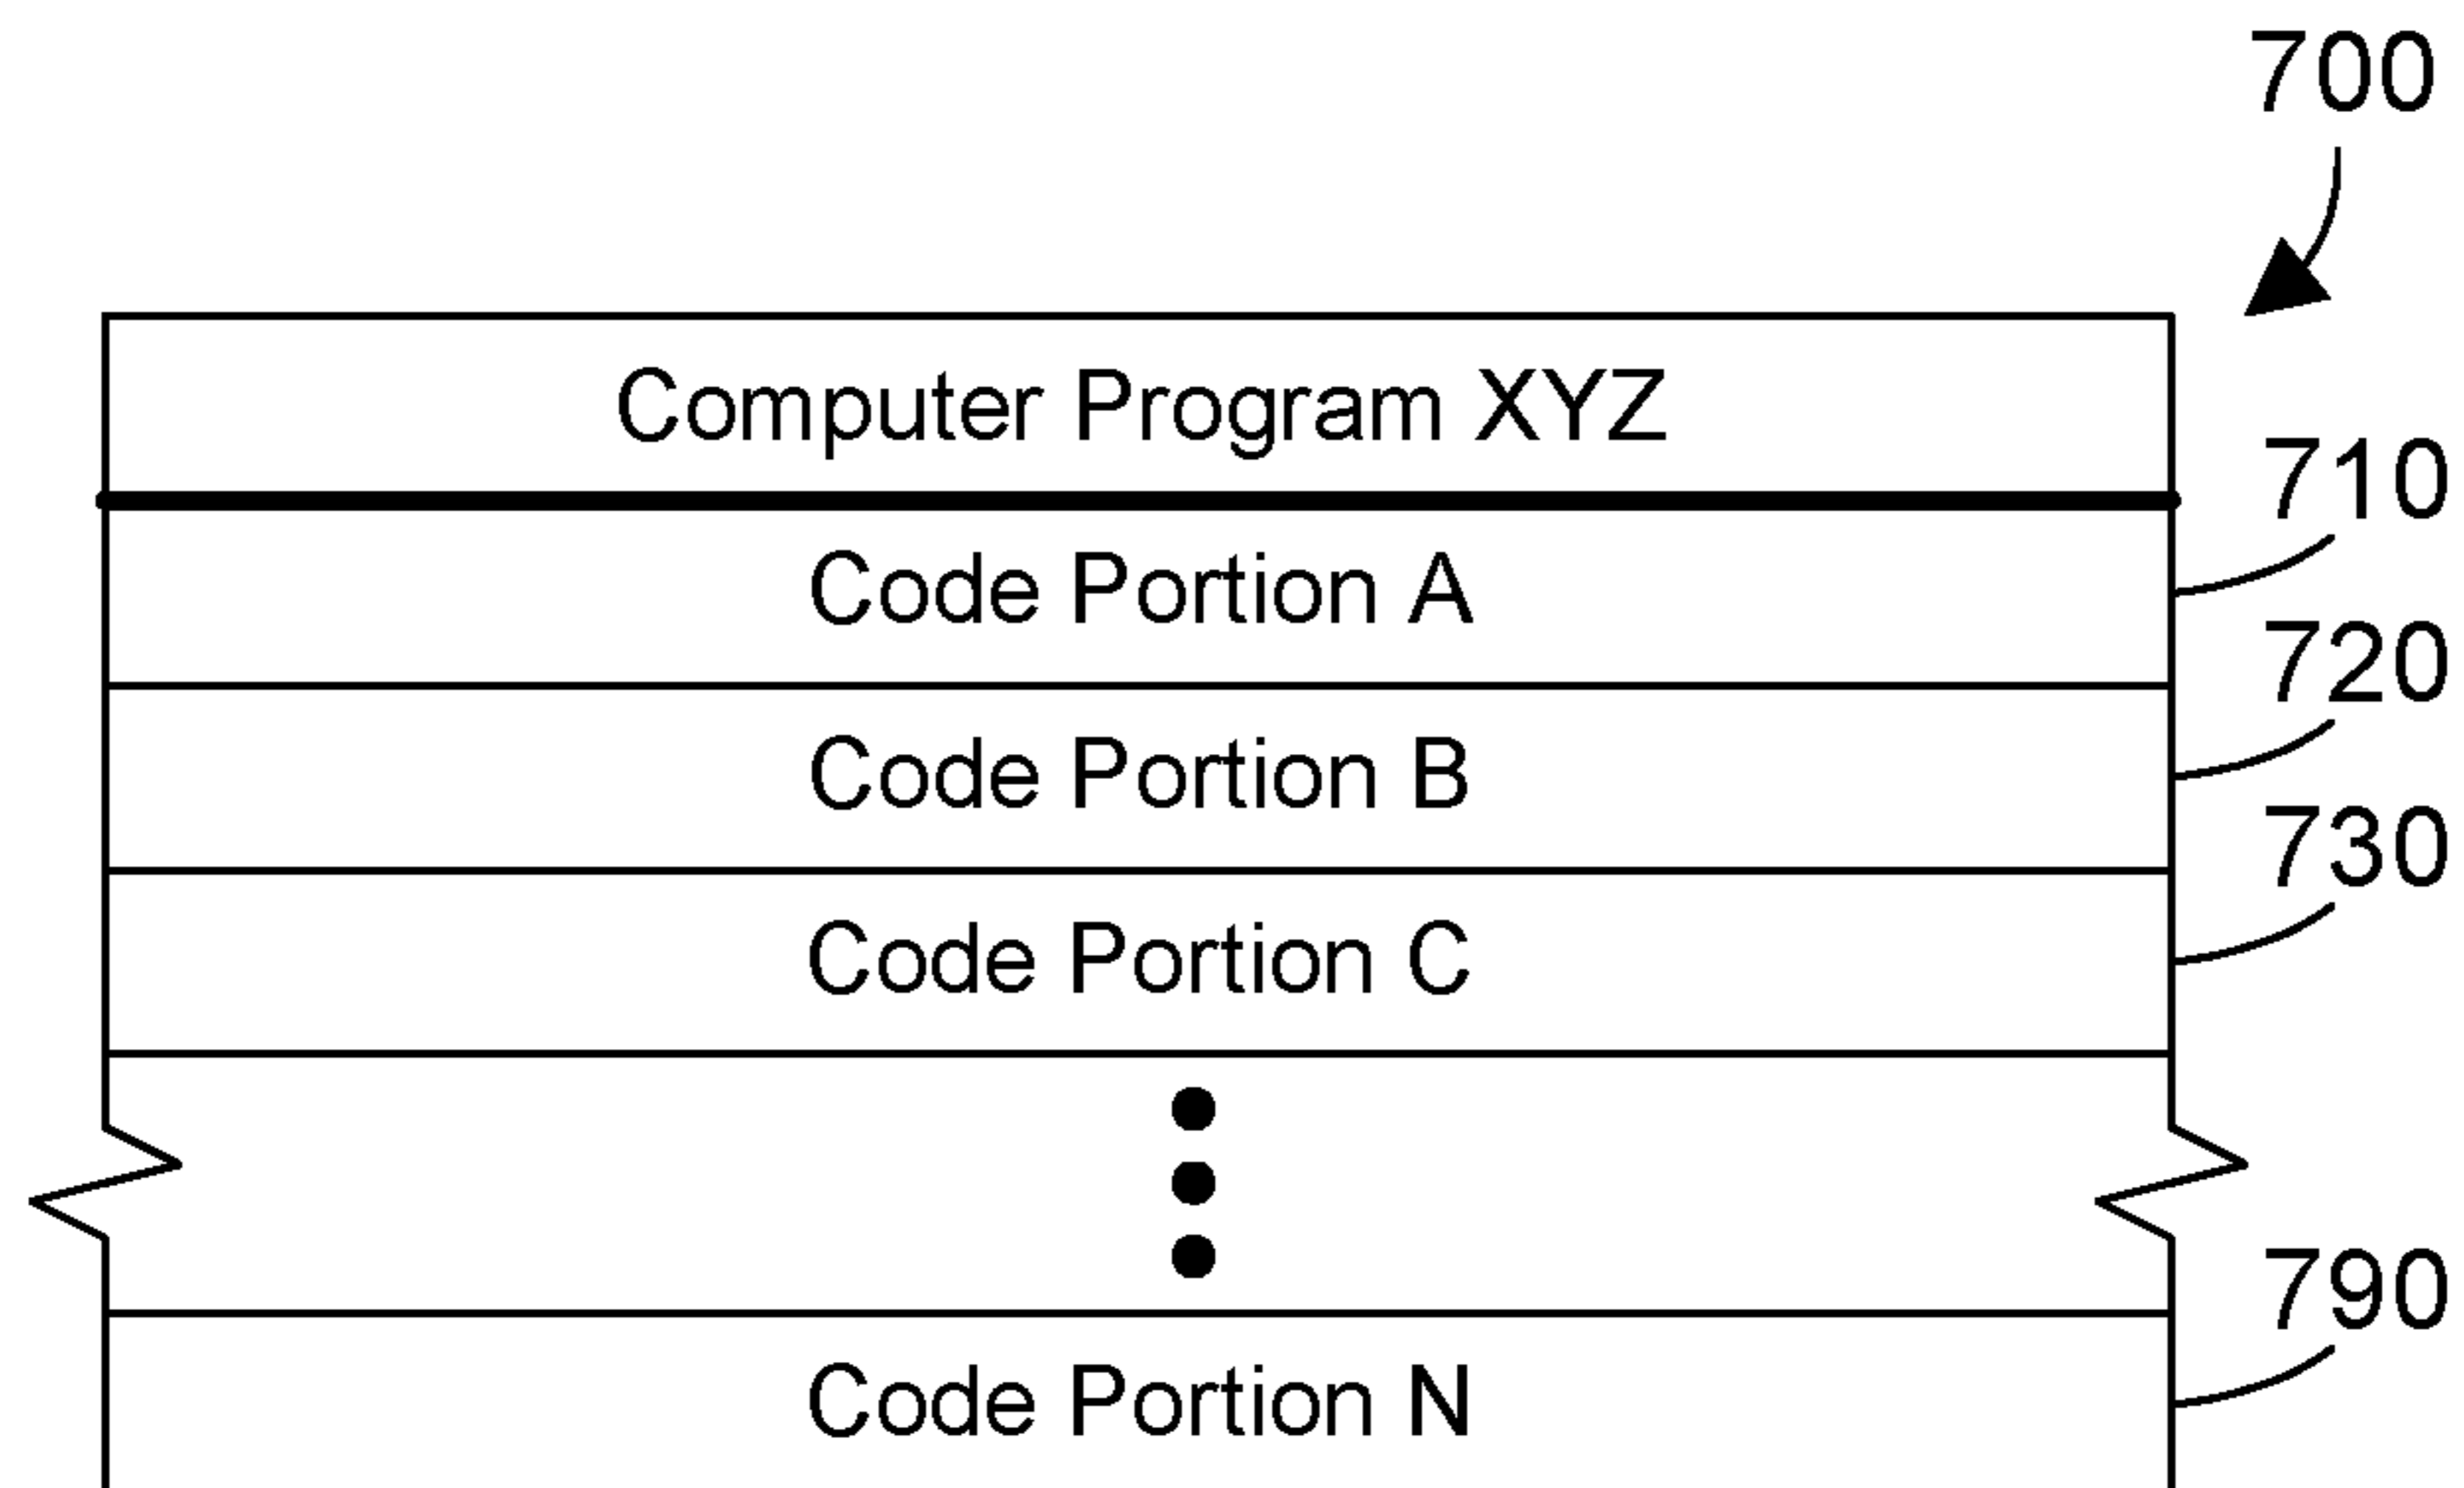 700
Computer Program XYZ
710
Code Portion A
720
Code Portion B
730
Code Portion C
790
Code Portion N